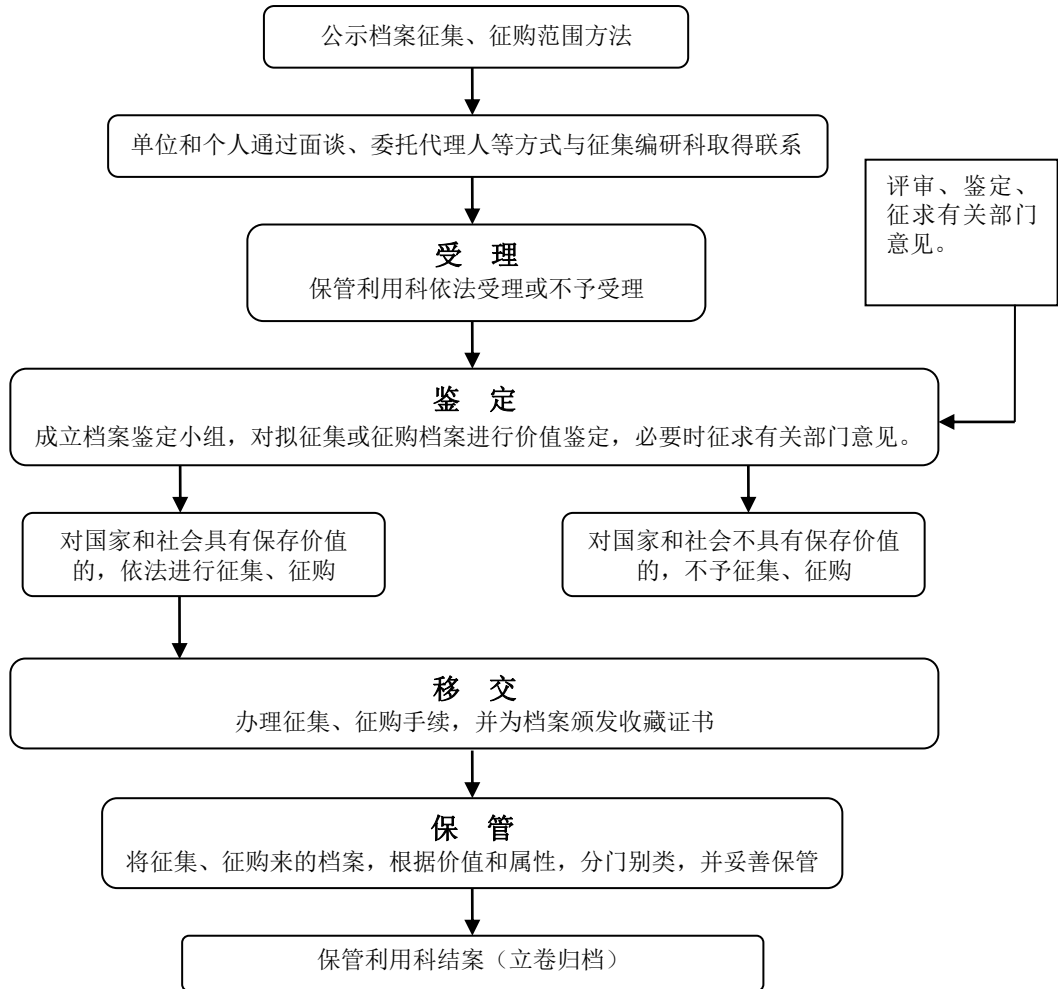 公示档案征集、征购范围方法
单位和个人通过面谈、委托代理人等方式与征集编研科取得联系
评审、鉴定、
征求有关部门
意见。
受 理
保管利用科依法受理或不予受理
鉴 定
成立档案鉴定小组，对拟征集或征购档案进行价值鉴定，必要时征求有关部门意见。
对国家和社会具有保存价值
的，依法进行征集、征购
对国家和社会不具有保存价值
的，不予征集、征购
移 交
办理征集、征购手续，并为档案颁发收藏证书
保 管
将征集、征购来的档案，根据价值和属性，分门别类，并妥善保管
保管利用科结案（立卷归档）